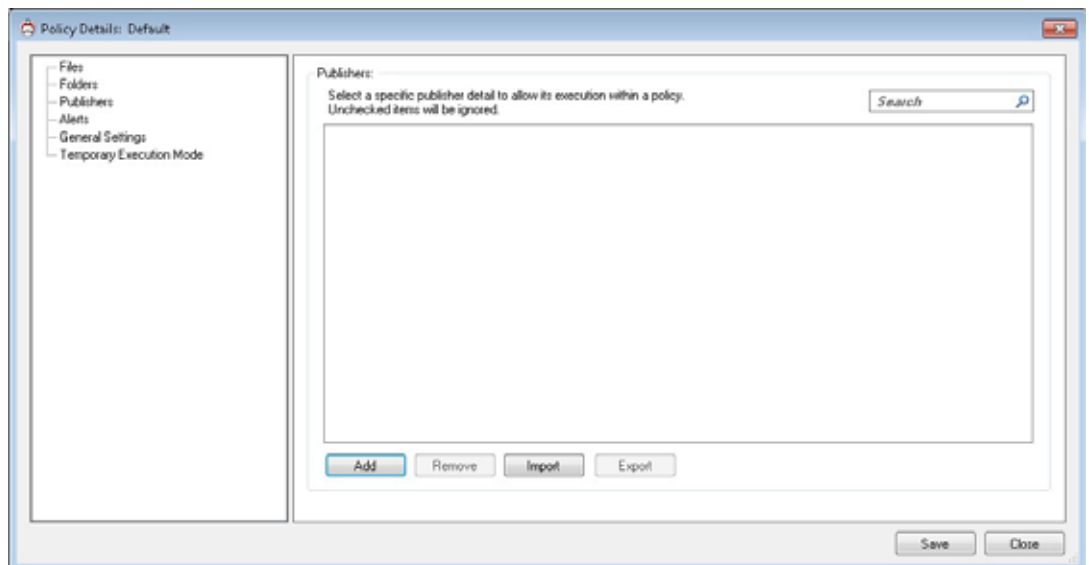 Policy Details: Default
Files
Folders
Publishers
Alerts
General Settings
Temporary Execution Mode
Publishers:
Select a specific publisher detail to allow its execution within a policy.
Unchecked items will be ignored.
Search
Add Remove Import Export
Save Close